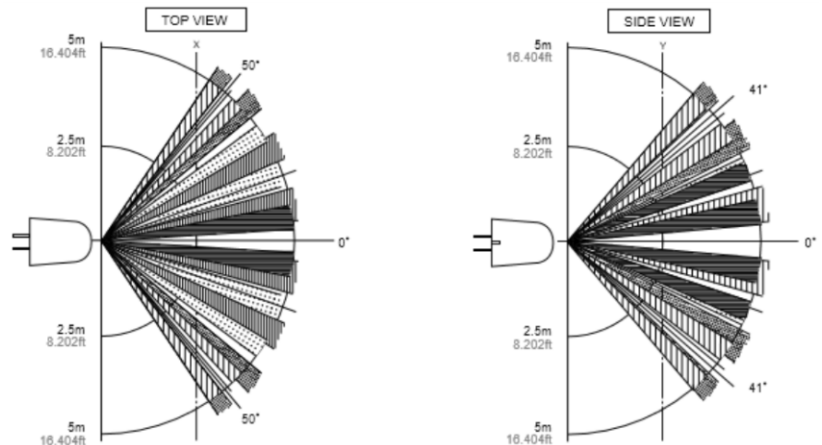 TOP VIEW
X
5m
16.404ft
50°
2.5m
8.202ft
0°
2.5m
8.202ft
50°
5m
16.404ft
SIDE VIEW
Y
5m
16.404ft
41°
2.5m
8.202ft
0°
2.5m
8.202ft
41°
5m
16.404ft